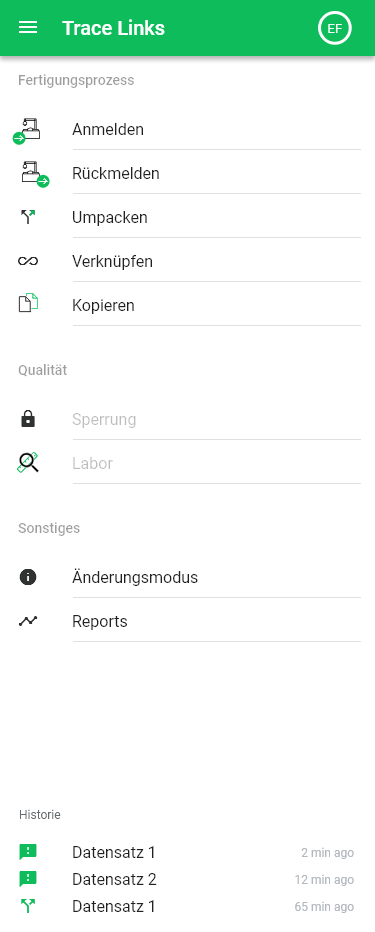 Trace Links
EF
Fertigungsprozess
Anmelden
Rückmelden
Umpacken
Verknüpfen
Kopieren
Qualität
Sperrung
Labor
Sonstiges
Änderungsmodus
Reports
Historie
Datensatz 1 2 min ago
Datensatz 2 12 min ago
Datensatz 1 65 min ago